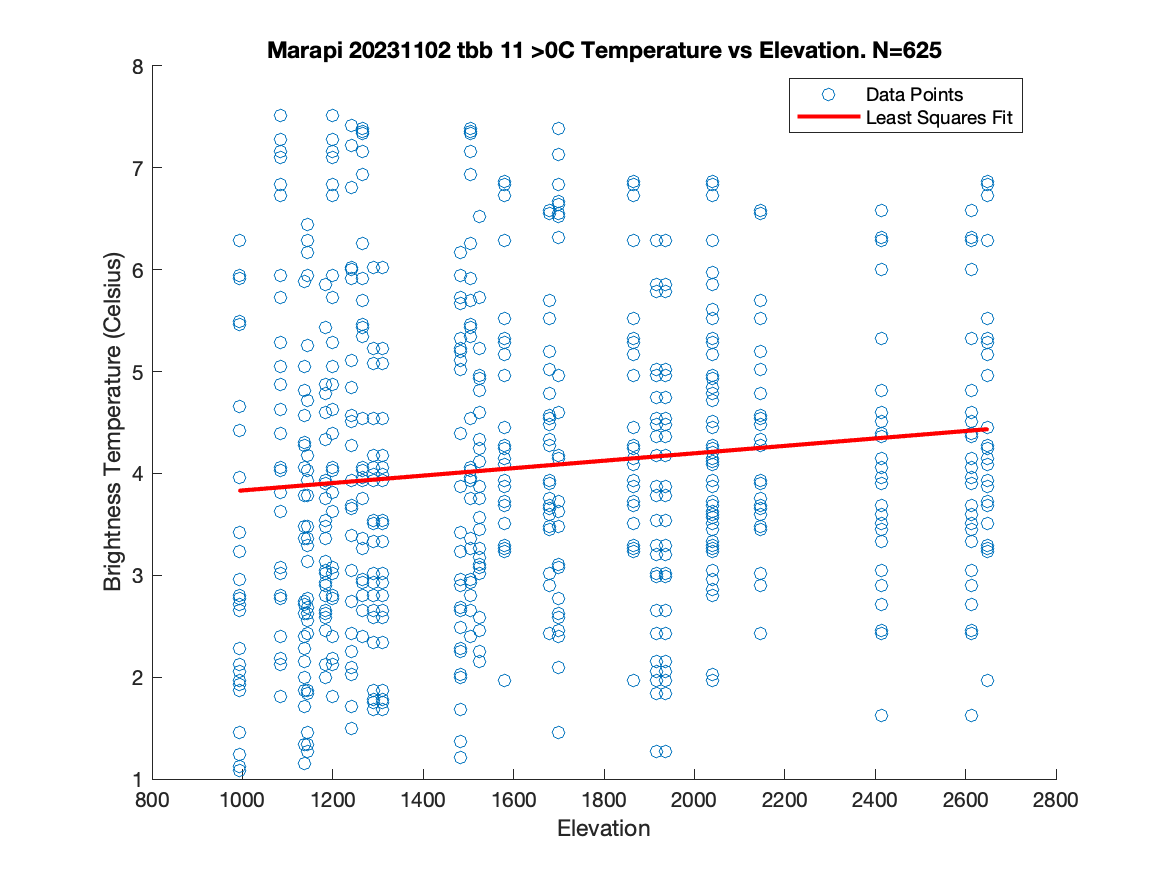 Marapi 20231102 tbb 11 >0C Temperature vs Elevation. N=625
Data Points
Least Squares Fit
Brightness Temperature (Celsius)
8
7
6
5
4
3
2
1
800 1000 1200 1400 1600 1800 2000 2200 2400 2600 2800
Elevation